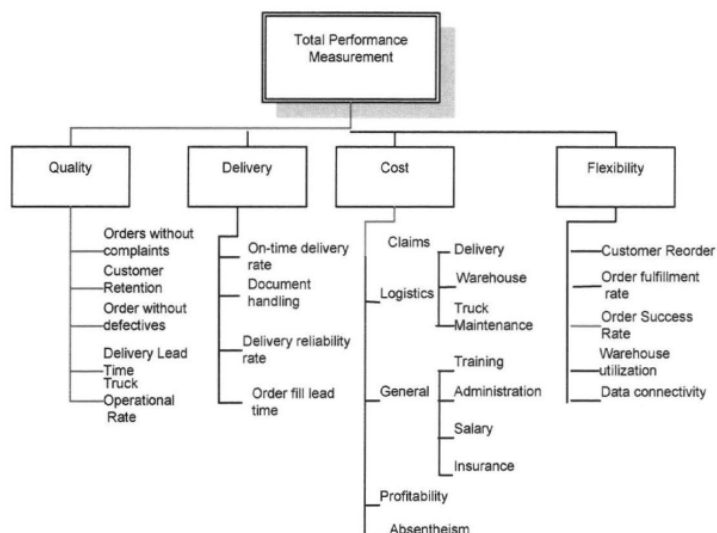 Total Performance
Measurement
Quality
Delivery
Cost
Flexibility
Orders without
complaints
Customer
Retention
Order without
defectives
Delivery Lead
Time
Truck
Operational
Rate
On-time delivery
rate
Document
handling
Delivery reliability
rate
Order fill lead
time
Claims
Logistics
Delivery
Warehouse
Truck
Maintenance
General
Training
Administration
Salary
Insurance
Profitability
Absentheism
Customer Reorder
Order fulfillment
rate
Order Success
Rate
Warehouse
utilization
Data connectivity